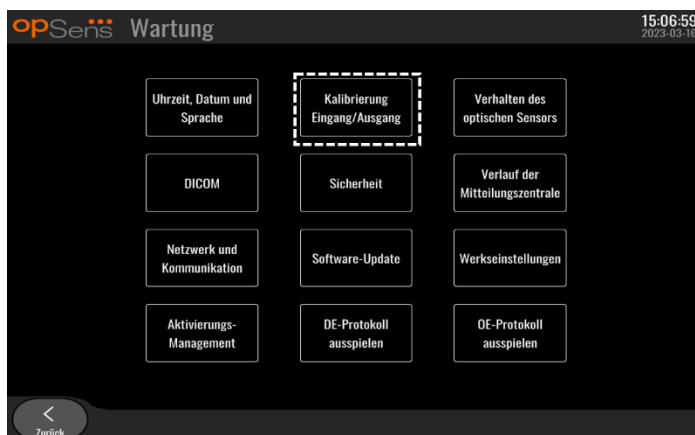 opSens Wartung
15:06:59
2023-03-16
Uhrzeit, Datum und
Sprache
Kalibrierung
Eingang/Ausgang
Verhalten des
optischen Sensors
DICOM
Sicherheit
Verlauf der
Mitteilungszentrale
Netzwerk und
Kommunikation
Software-Update
Werkseinstellungen
Aktivierungs-
Management
DE-Protokoll
ausspielen
OE-Protokoll
ausspielen
Zurück